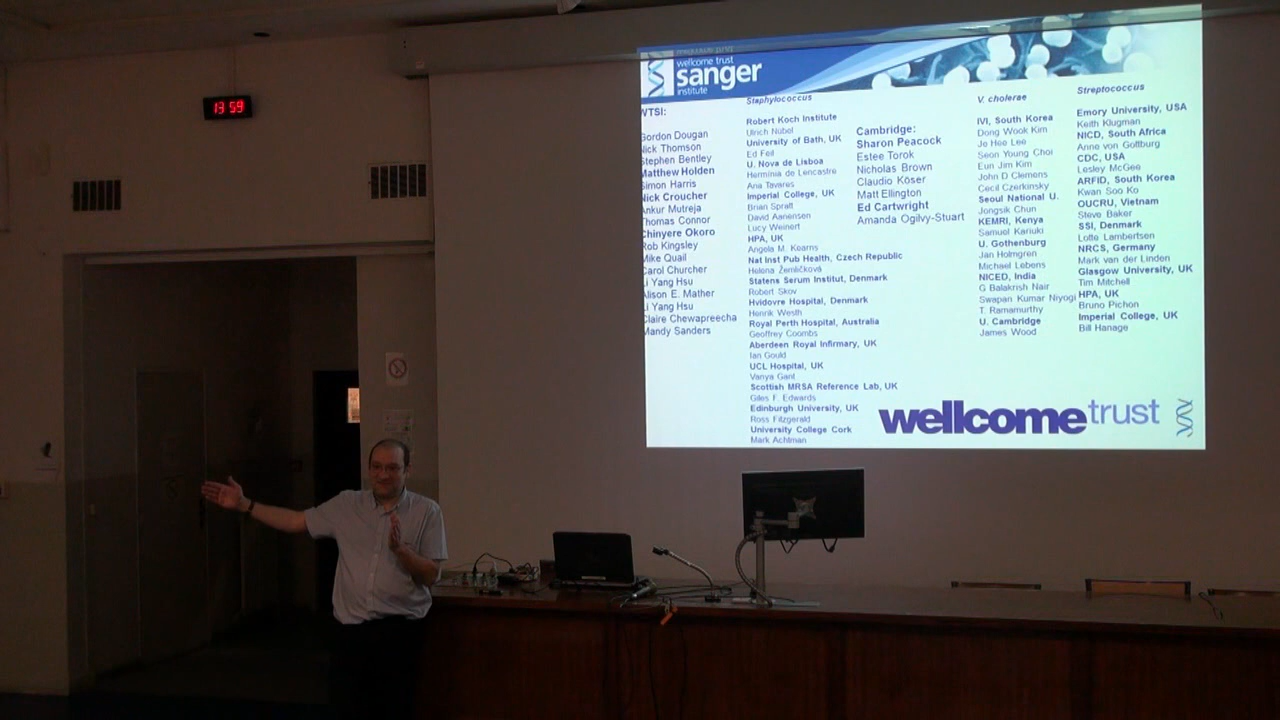 13 59
wellcome trust
sanger
institute
WTSI:
Gordon Dougan
Nick Thomson
Stephen Bentley
Matthew Holden
Simon Harris
Nick Croucher
Ankur Mutreja
Thomas Connor
Chinyere Okoro
Rob Kingsley
Mike Quail
Carol Churcher
Li Yang Hsu
Alison E. Mather
Li Yang Hsu
Claire Chewapreecha
Mandy Sanders
Staphylococcus
Robert Koch Institute
Ulrich Nübel
University of Bath, UK
Ed Feil
U. Nova de Lisboa
Herminia de Lencastre
Ana Tavares
Imperial College, UK
Brian Spratt
David Aanensen
Lucy Weinert
HPA, UK
Angela M. Kearns
Nat Inst Pub Health, Czech Republic
Helena Žemličková
Statens Serum Institut, Denmark
Robert Skov
Hvidovre Hospital, Denmark
Henrik Westh
Royal Perth Hospital, Australia
Geoffrey Coombs
Aberdeen Royal Infirmary, UK
Ian Gould
UCL Hospital, UK
Vanya Gant
Scottish MRSA Reference Lab, UK
Giles F. Edwards
Edinburgh University, UK
Ross Fitzgerald
University College Cork
Mark Achtman
Cambridge:
Sharon Peacock
Estee Torok
Nicholas Brown
Claudio Köser
Matt Ellington
Ed Cartwright
Amanda Ogilvy-Stuart
V. cholerae
IVI, South Korea
Dong Wook Kim
Je Hee Lee
Seon Young Choi
Eun Jim Kim
John D Clemens
Cecil Czerkinsky
Seoul National U.
Jongsik Chun
KEMRI, Kenya
Samuel Kariuki
U. Gothenburg
Jan Holmgren
Michael Lebens
NICED, India
G Balakrish Nair
Swapan Kumar Niyogi
T. Ramamurthy
U. Cambridge
James Wood
Streptococcus
Emory University, USA
Keith Klugman
NICD, South Africa
Anne von Gottburg
CDC, USA
Lesley McGee
ARFID, South Korea
Kwan Soo Ko
OUCRU, Vietnam
Steve Baker
SSI, Denmark
Lotte Lambertsen
NRCS, Germany
Mark van der Linden
Glasgow University, UK
Tim Mitchell
HPA, UK
Bruno Pichon
Imperial College, UK
Bill Hanage
wellcometrust